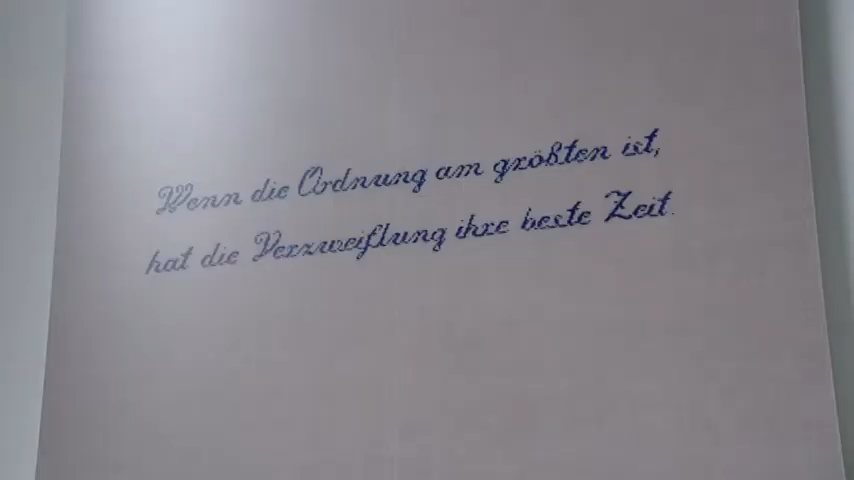 Wenn die Ordnung am größten ist,
hat die Verzweiflung ihre beste Zeit.